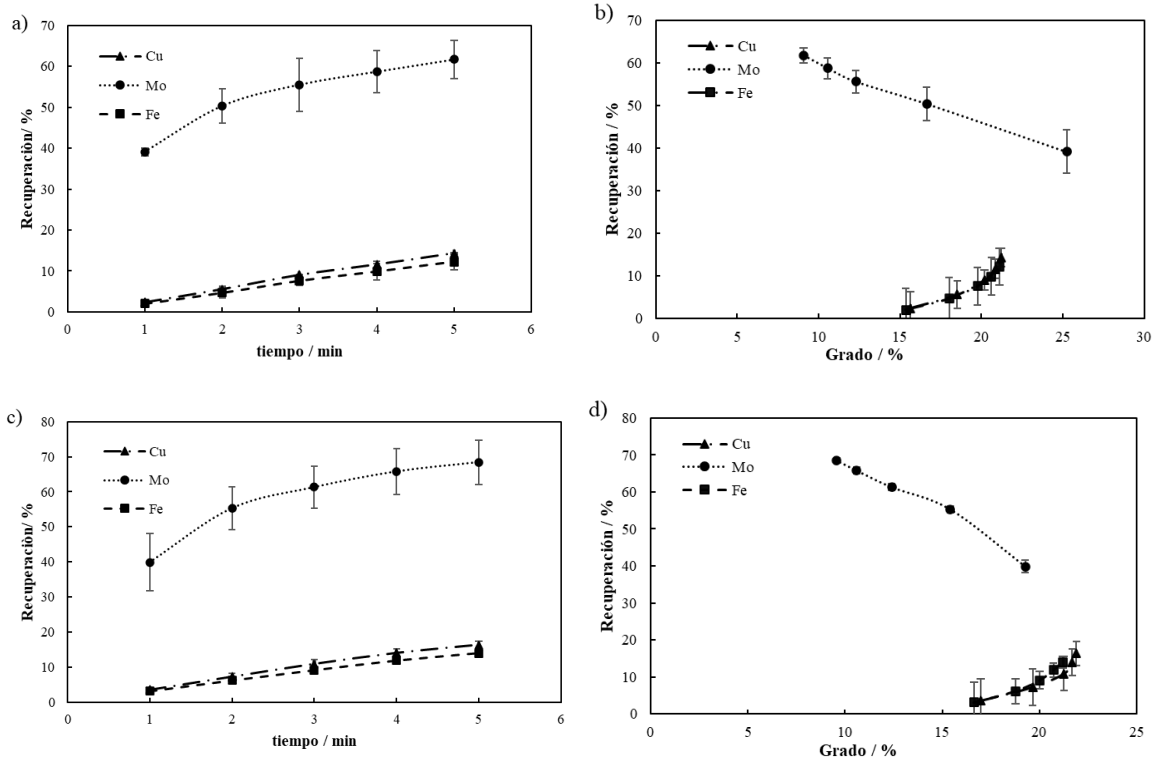 a)
70
60
50
40
30
20
10
0
Recuperación/ %
Cu
Mo
Fe
0 1 2 3 4 5 6
tiempo / min
b)
70
60
50
40
30
20
10
0
Recuperación / %
Cu
Mo
Fe
0 5 10 15 20 25 30
Grado / %
c)
80
70
60
50
40
30
20
10
0
Recuperación/ %
Cu
Mo
Fe
0 1 2 3 4 5 6
tiempo / min
d)
80
70
60
50
40
30
20
10
0
Recuperación / %
Cu
Mo
Fe
0 5 10 15 20 25
Grado / %